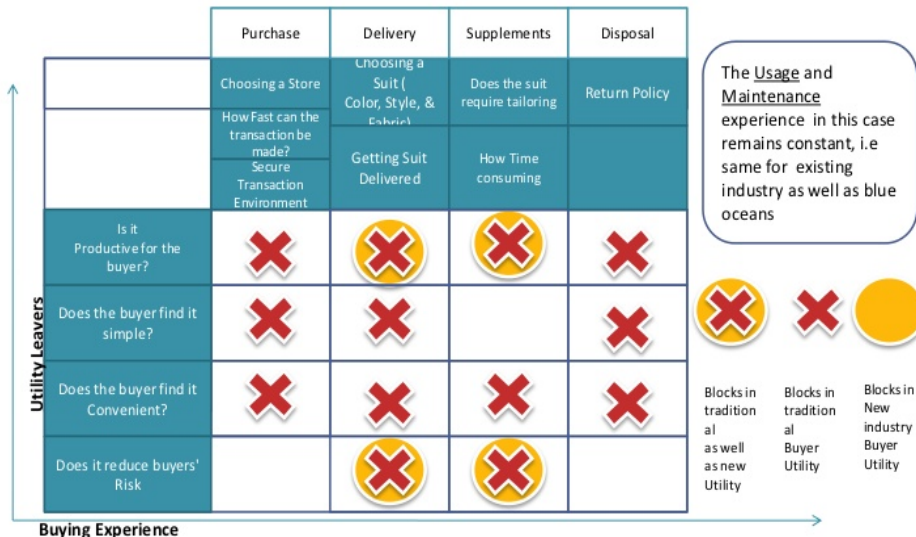 Purchase
Delivery
Supplements
Disposal
Choosing a Store
Choosing a
Suit (
Color, Style, &
Fabric)
Does the suit
require tailoring
Return Policy
How Fast can the
transaction be
made?
Secure
Transaction
Environment
Getting Suit
Delivered
How Time
consuming
The Usage and
Maintenance
experience in this case
remains constant, i.e
same for existing
industry as well as blue
oceans
Utility Leavers
Is it
Productive for the
buyer?
Does the buyer find it
simple?
Does the buyer find it
Convenient?
Does it reduce buyers'
Risk
Blocks in
tradition
al
as well
as new
Utility
Blocks in
tradition
al
Buyer
Utility
Blocks in
New
industry
Buyer
Utility
Buying Experience